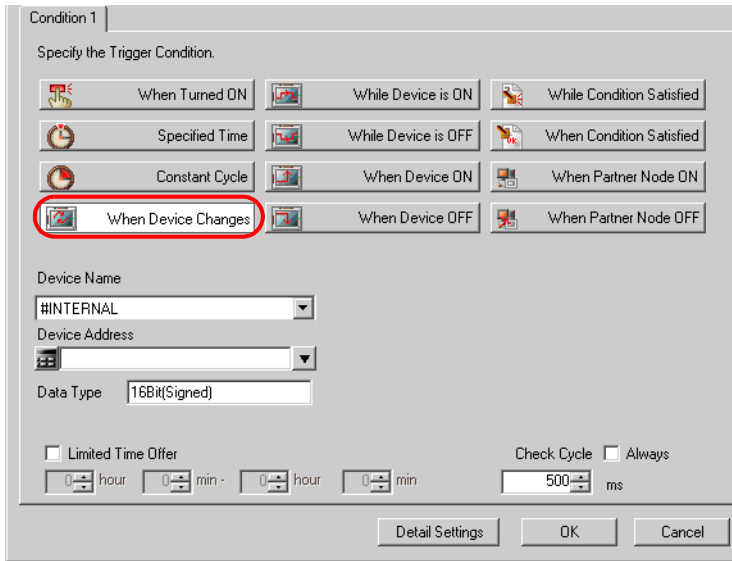 Condition 1
Specify the Trigger Condition.
When Turned ON While Device is ON While Condition Satisfied
Specified Time While Device is OFF When Condition Satisfied
Constant Cycle When Device ON When Partner Node ON
When Device Changes When Device OFF When Partner Node OFF
Device Name
#INTERNAL
Device Address
Data Type 16Bit(Signed)
Limited Time Offer Check Cycle Always
0 hour 0 min - 0 hour 0 min 500 ms
Detail Settings OK Cancel